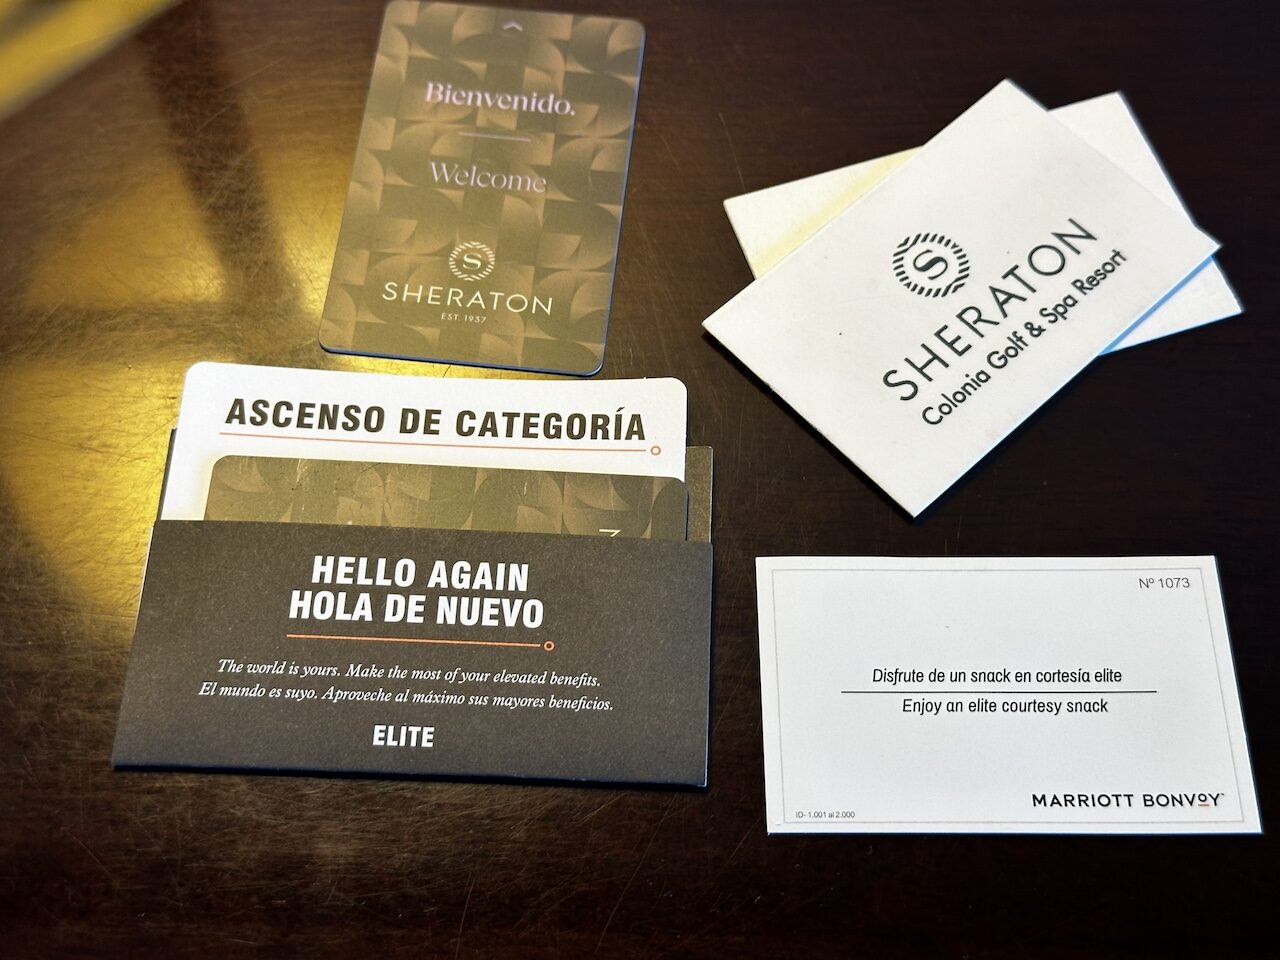 Bienvenido.
Welcome
S
SHERATON
EST. 1937
S
SHERATON
Colonia Golf & Spa Resort
ASCENSO DE CATEGORÍA
HELLO AGAIN
HOLA DE NUEVO
The world is yours. Make the most of your elevated benefits.
El mundo es suyo. Aproveche al máximo sus mayores beneficios.
ELITE
Nº 1073
Disfrute de un snack en cortesía elite
Enjoy an elite courtesy snack
MARRIOTT BONVOY™
ID- 1.001 al 2.000